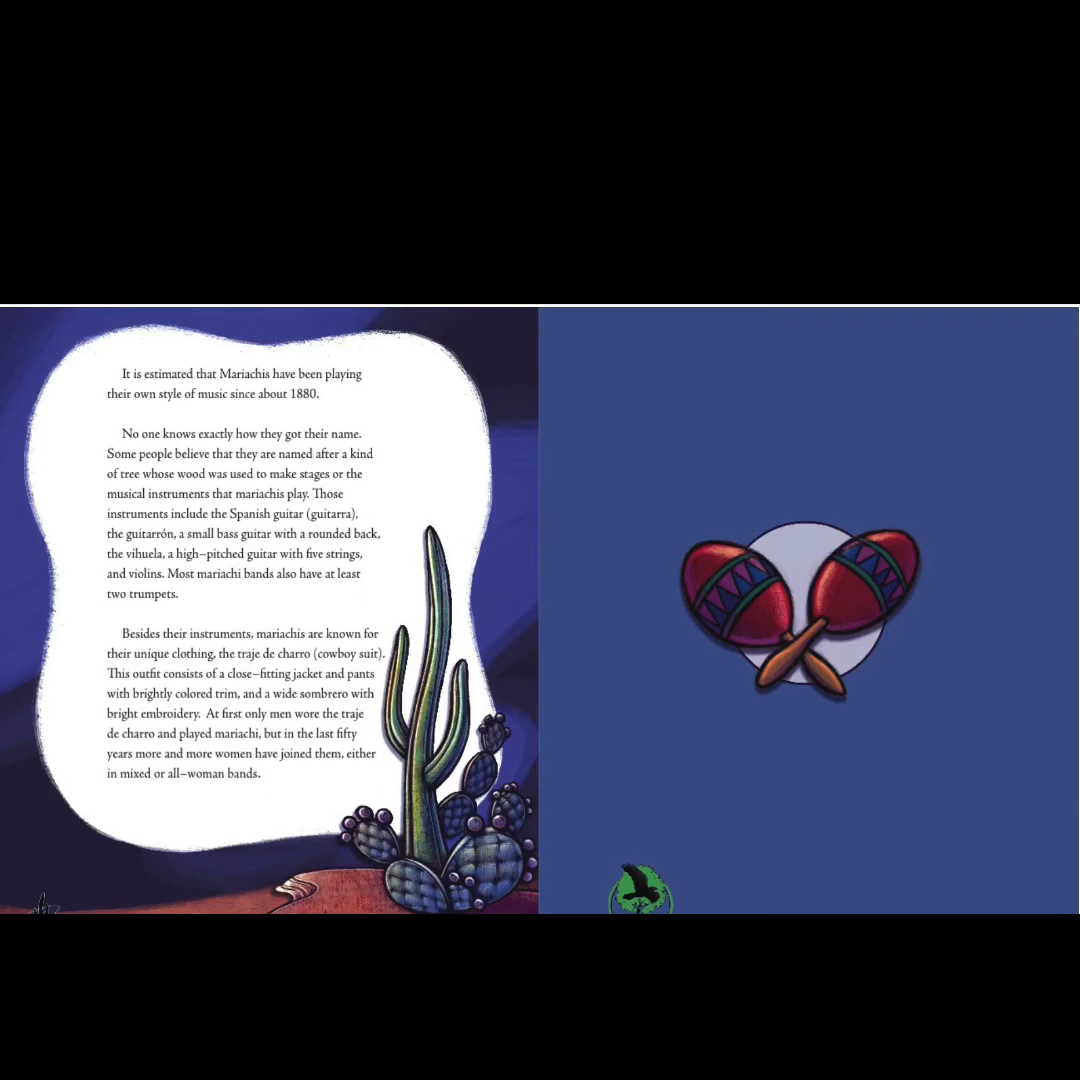 It is estimated that Mariachis have been playing
their own style of music since about 1880.
No one knows exactly how they got their name.
Some people believe that they are named after a kind
of tree whose wood was used to make stages or the
musical instruments that mariachis play. Those
instruments include the Spanish guitar (guitarra),
the guitarrón, a small bass guitar with a rounded back,
the vihuela, a high–pitched guitar with five strings,
and violins. Most mariachi bands also have at least
two trumpets.
Besides their instruments, mariachis are known for
their unique clothing, the traje de charro (cowboy suit).
This outfit consists of a close–fitting jacket and pants
with brightly colored trim, and a wide sombrero with
bright embroidery. At first only men wore the traje
de charro and played mariachi, but in the last fifty
years more and more women have joined them, either
in mixed or all–woman bands.